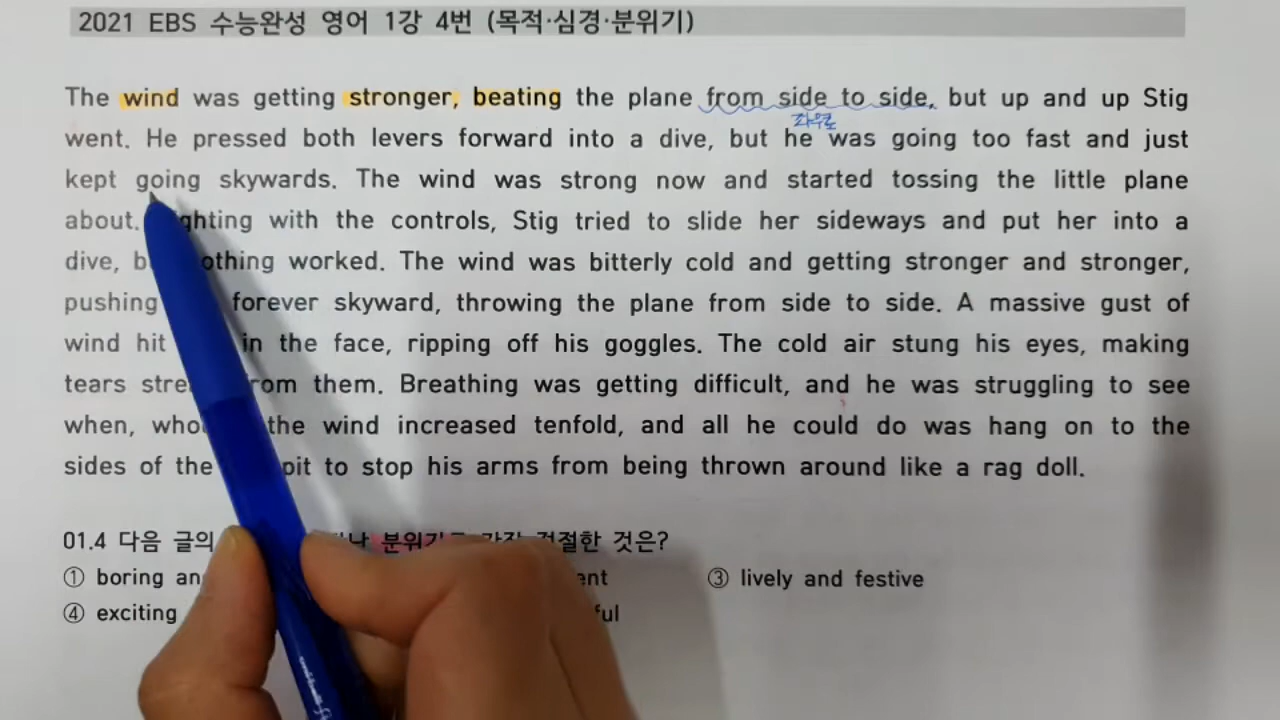 2021 EBS 수능완성 영어 1강 4번 (목적·심경·분위기)
The wind was getting stronger, beating the plane from side to side, but up and up Stig
좌우로
went. He pressed both levers forward into a dive, but he was going too fast and just
kept going skywards. The wind was strong now and started tossing the little plane
about. with the controls, Stig tried to slide her sideways and put her into a
dive, worked. The wind was bitterly cold and getting stronger and stronger,
pushing forever skyward, throwing the plane from side to side. A massive gust of
wind hit in the face, ripping off his goggles. The cold air stung his eyes, making
tears from them. Breathing was getting difficult, and he was struggling to see
when, the wind increased tenfold, and all he could do was hang on to the
sides of the to stop his arms from being thrown around like a rag doll.
01.4 다음 글의 분위기로 가장 적절한 것은?
① boring ③ lively and festive
④ exciting